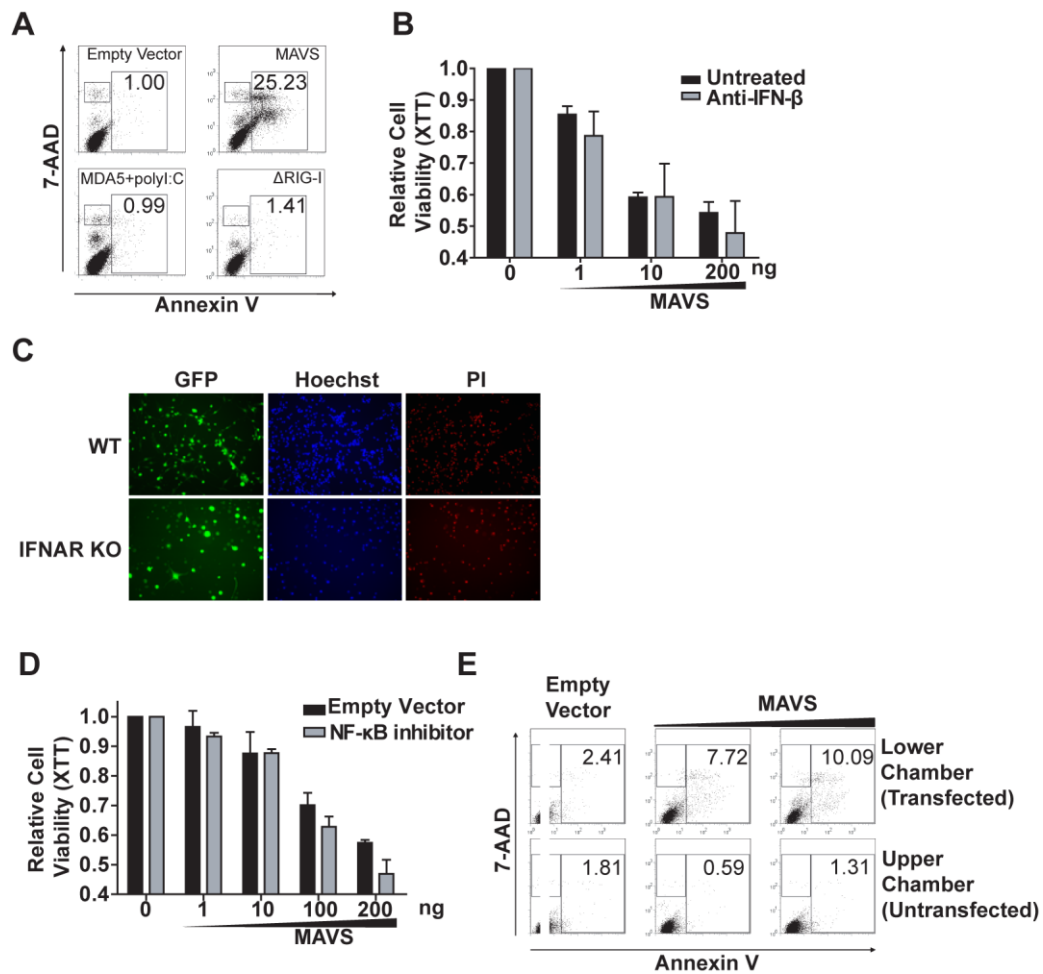 A
Empty Vector
1.00
MAVS
25.23
MDA5+polyI:C
0.99
ΔRIG-I
1.41
7-AAD
Annexin V
B
Untreated
Anti-IFN-β
Relative Cell
Viability (XTT)
1.0
0.9
0.8
0.7
0.6
0.5
0.4
0 1 10 200 ng
MAVS
C
GFP Hoechst PI
WT
IFNAR KO
D
Empty Vector
NF-κB inhibitor
Relative Cell
Viability (XTT)
1.0
0.9
0.8
0.7
0.6
0.5
0.4
0 1 10 100 200 ng
MAVS
E
Empty
Vector
MAVS
2.41 7.72 10.09
Lower
Chamber
(Transfected)
1.81 0.59 1.31
Upper
Chamber
(Untransfected)
7-AAD
Annexin V